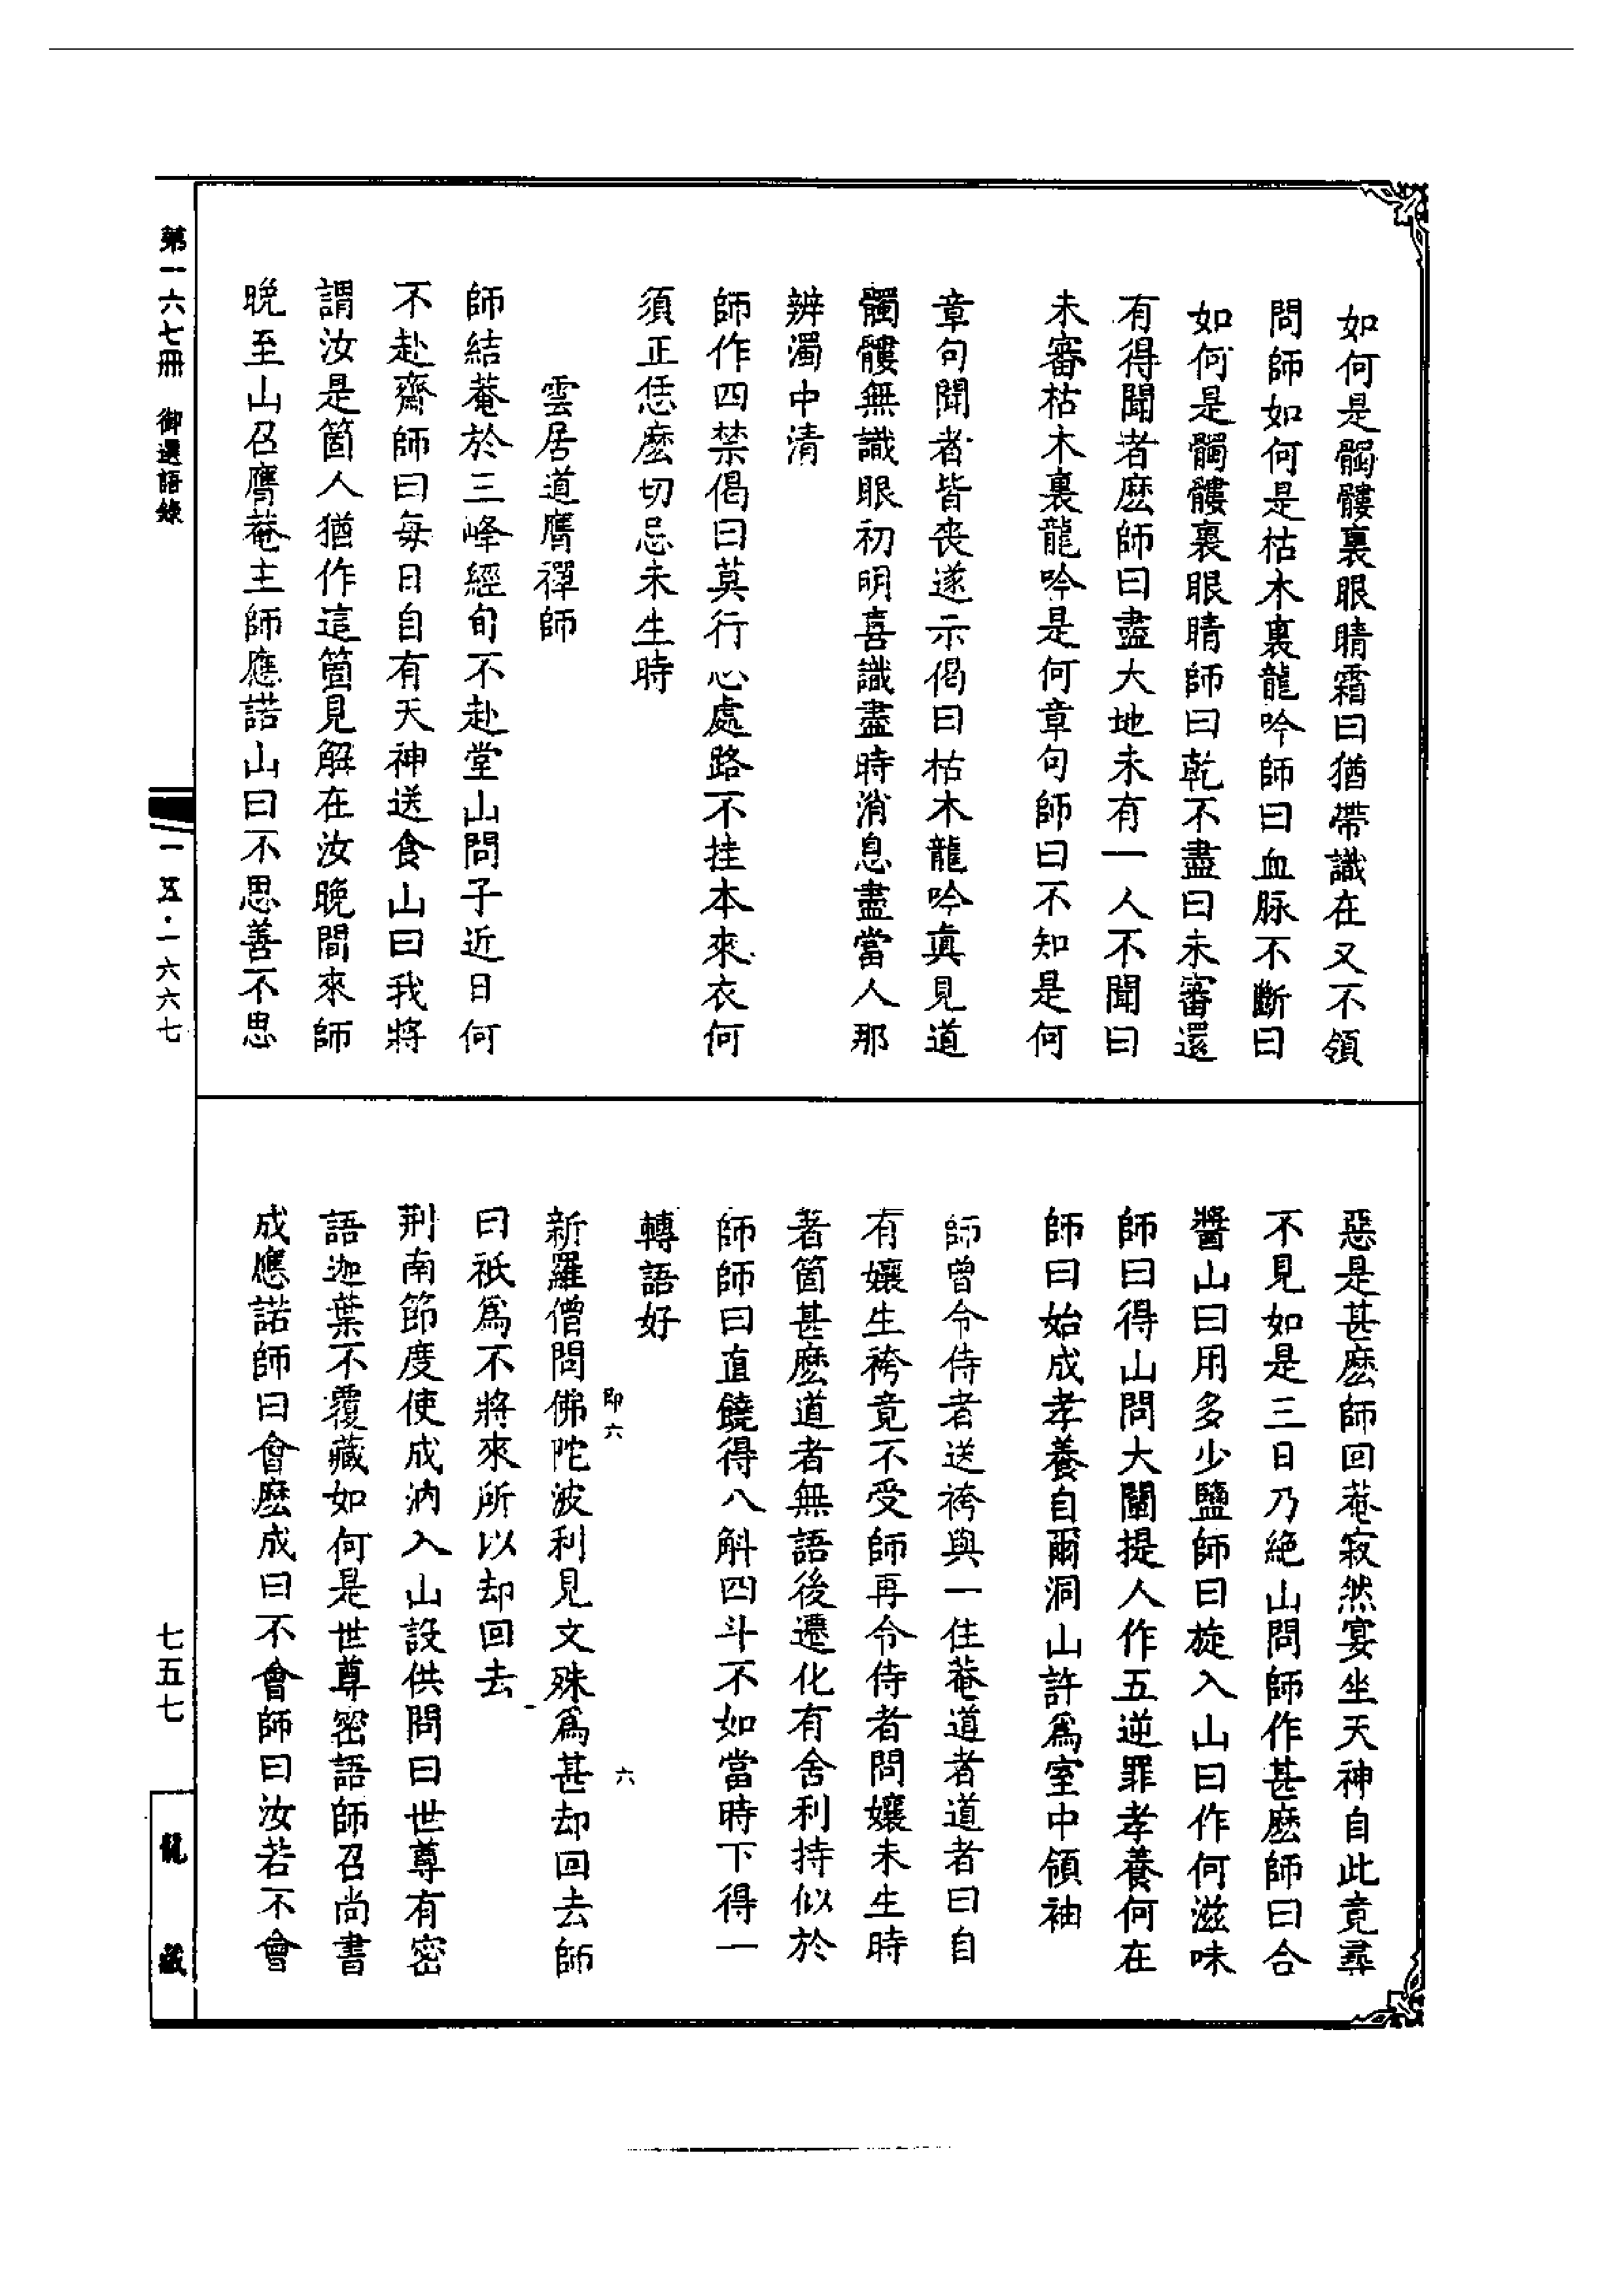 如何是髑髏裏眼睛霜曰猶帶識在又不領
問師如何是枯木裏龍吟師曰血脉不斷曰
如何是髑髏裏眼睛師曰乾不盡曰未審還
有得聞者麽師曰盡大地未有一人不聞曰
未審枯木裏龍吟是何章句師曰不知是何
章句聞者皆喪遂示偈曰枯木龍吟真見道
髑髏無識眼初明喜識盡時消息盡當人那
辨濁中清
師作四禁偈曰莫行心處路不挂本來衣何
須正恁麽切忌未生時
雲居道膺禪師
師結菴於三峰經旬不赴堂山問子近日何
不赴齋師曰每日自有天神送食山曰我將
謂汝是箇人猶作這箇見解在汝晚間來師
晚至山召膺菴主師應諾山曰不思善不思
惡是甚麽師回菴寂然宴坐天神自此竟尋
不見如是三日乃絶山問師作甚麽師曰合
醬山曰用多少鹽師曰旋入山曰作何滋味
師曰得山問大闡提人作五逆罪孝養何在
師曰始成孝養自爾洞山許爲室中領袖
師曾令侍者送袴與一住菴道者道者曰自
有孃生袴竟不受師再令侍者問孃未生時
著箇甚麽道者無語後遷化有舍利持似於
師師曰直饒得八斛四斗不如當時下得一
轉語好
即六
六
新羅僧問佛陀波利見文殊爲甚却回去師
曰祇爲不將來所以却回去
荆南節度使成汭入山設供問曰世尊有密
語迦葉不覆藏如何是世尊密語師召尚書
成應諾師曰會麽成曰不會師曰汝若不會
第一六七冊 御選語錄
一五·一六六七
七五七
龍藏